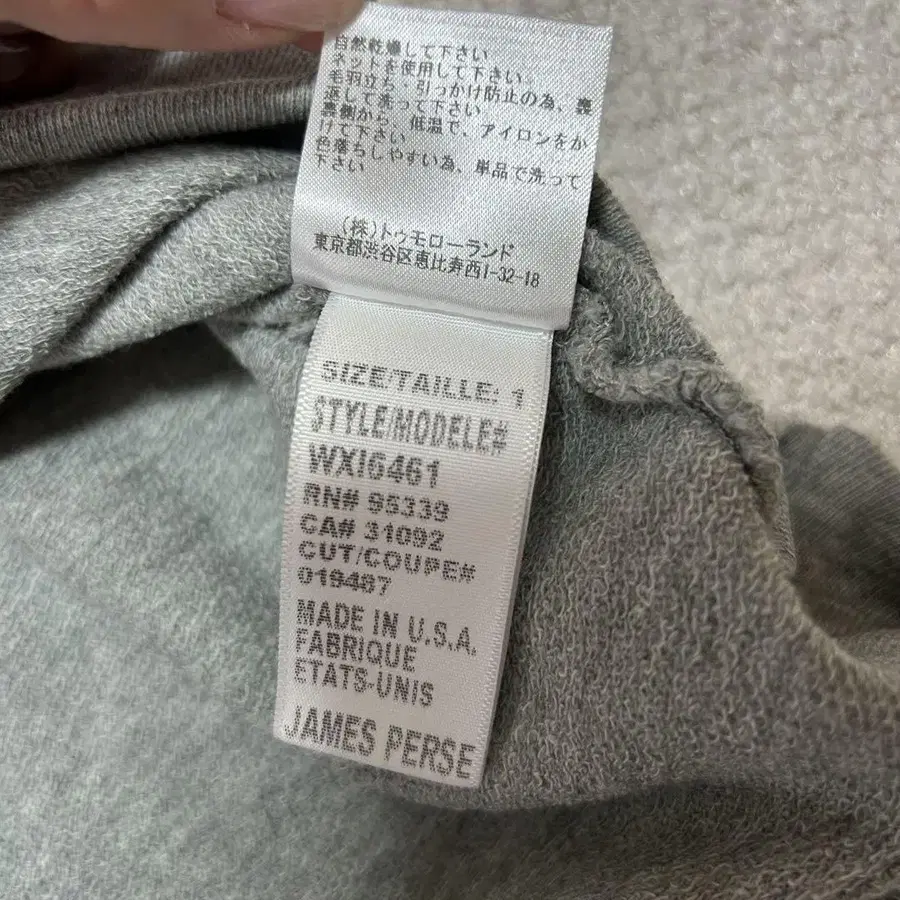 自然乾燥して下さい
ネットを使用して下さい。
毛羽立ち・引っかけ防止の為、裏
返して洗って下さい
裏側から、低温で、アイロンをか
けて下さい
色落ちしやすい為、単品で洗って
下さい
(株)トゥモローランド
東京都渋谷区恵比寿西1-32-18
SIZE/TAILLE: 1
STYLE/MODELE#
WXI6461
RN# 95339
CA# 31092
CUT/COUPE#
019467
MADE IN U.S.A.
FABRIQUE
ETATS-UNIS
JAMES PERSE